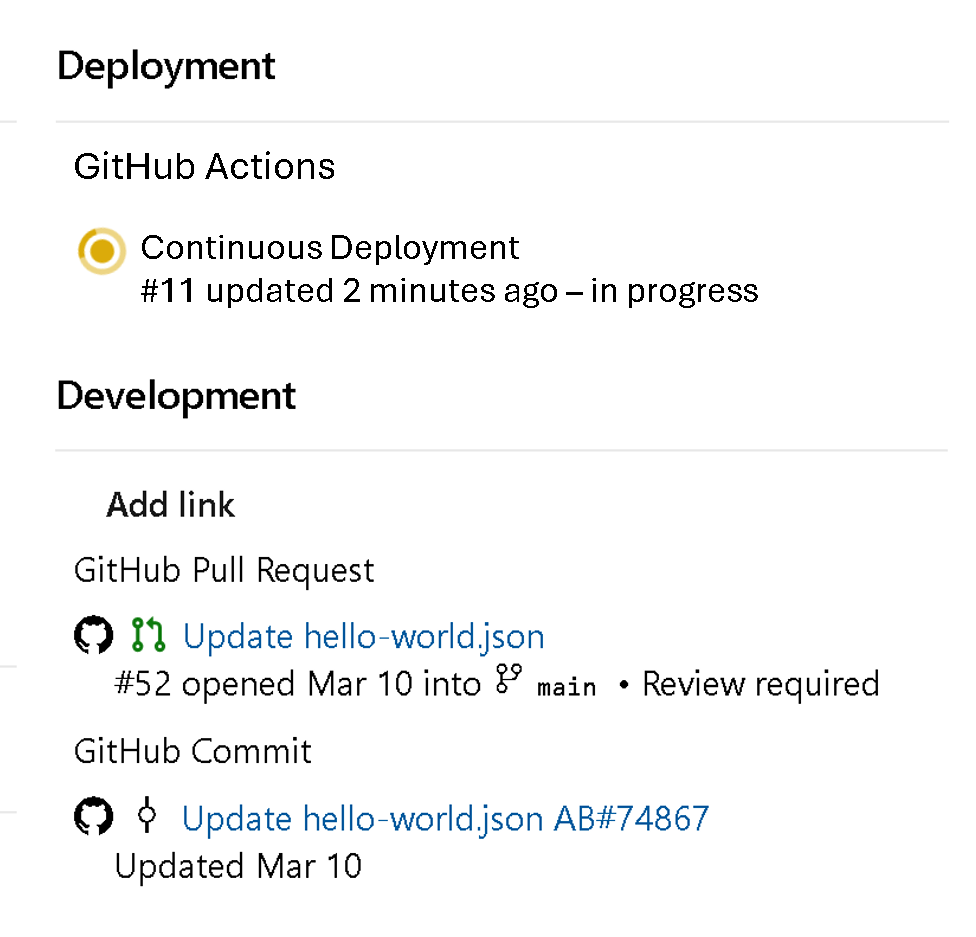 Deployment
GitHub Actions
Continuous Deployment
#11 updated 2 minutes ago – in progress
Development
Add link
GitHub Pull Request
Update hello-world.json
#52 opened Mar 10 into main • Review required
GitHub Commit
Update hello-world.json AB#74867
Updated Mar 10